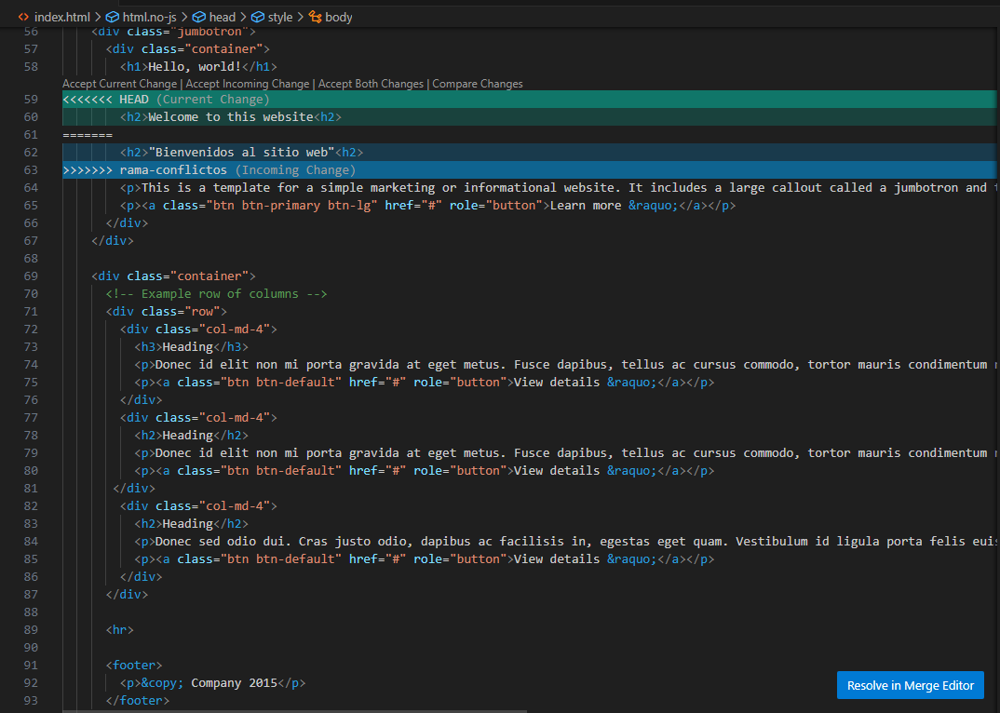 index.html > html.no-js > head > style > body
56 <div class="jumbotron">
57 <div class="container">
58 <h1>Hello, world!</h1>
Accept Current Change | Accept Incoming Change | Accept Both Changes | Compare Changes
59 <<<<<<< HEAD (Current Change)
60 <h2>Welcome to this website<h2>
61 =======
62 <h2>"Bienvenidos al sitio web"<h2>
63 >>>>>>> rama-conflictos (Incoming Change)
64 <p>This is a template for a simple marketing or informational website. It includes a large callout called a jumbotron and
65 <p><a class="btn btn-primary btn-lg" href="#" role="button">Learn more &raquo;</a></p>
66 </div>
67 </div>
68
69 <div class="container">
70 <!-- Example row of columns -->
71 <div class="row">
72 <div class="col-md-4">
73 <h3>Heading</h3>
74 <p>Donec id elit non mi porta gravida at eget metus. Fusce dapibus, tellus ac cursus commodo, tortor mauris condimentum
75 <p><a class="btn btn-default" href="#" role="button">View details &raquo;</a></p>
76 </div>
77 <div class="col-md-4">
78 <h2>Heading</h2>
79 <p>Donec id elit non mi porta gravida at eget metus. Fusce dapibus, tellus ac cursus commodo, tortor mauris condimentum
80 <p><a class="btn btn-default" href="#" role="button">View details &raquo;</a></p>
81 </div>
82 <div class="col-md-4">
83 <h2>Heading</h2>
84 <p>Donec sed odio dui. Cras justo odio, dapibus ac facilisis in, egestas eget quam. Vestibulum id ligula porta felis euis
85 <p><a class="btn btn-default" href="#" role="button">View details &raquo;</a></p>
86 </div>
87 </div>
88
89 <hr>
90
91 <footer>
92 <p>&copy; Company 2015</p>
93 </footer>
Resolve in Merge Editor